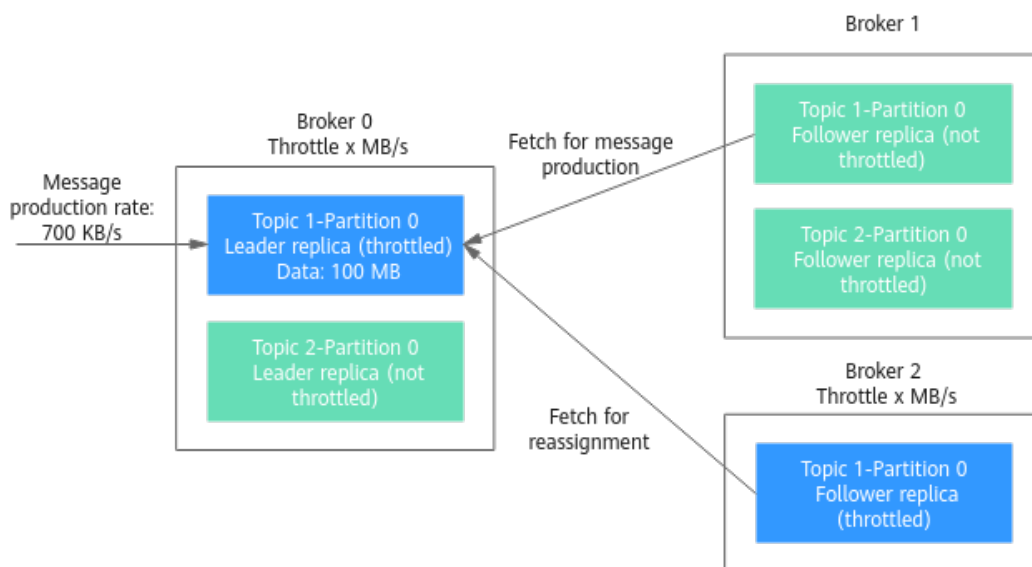 Broker 1
Topic 1-Partition 0
Follower replica (not
throttled)
Topic 2-Partition 0
Follower replica (not
throttled)
Broker 0
Throttle x MB/s
Fetch for message
production
Message
production rate:
700 KB/s
Topic 1-Partition 0
Leader replica (throttled)
Data: 100 MB
Topic 2-Partition 0
Leader replica (not
throttled)
Broker 2
Throttle x MB/s
Fetch for
reassignment
Topic 1-Partition 0
Follower replica
(throttled)